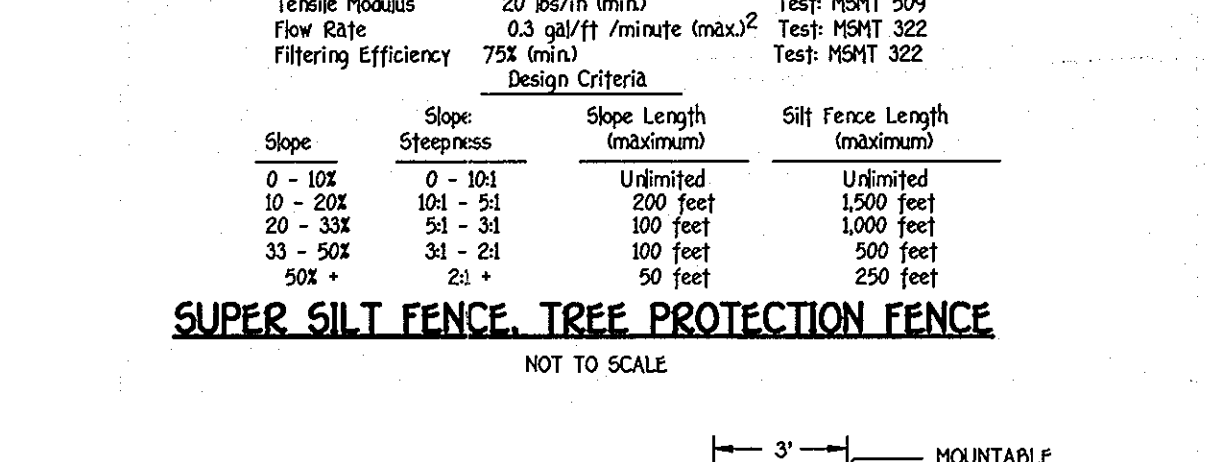 Tensile Modulus 20 lbs/in (min.) Test: MSMT 509
Flow Rate 0.3 gal/ft /minute (max.)2 Test: MSMT 322
Filtering Efficiency 75% (min.) Test: MSMT 322
Design Criteria
Slope: Slope Length Silt Fence Length
Slope Steepness (maximum) (maximum)
0 - 10% 0 - 10:1 Unlimited Unlimited
10 - 20% 10:1 - 5:1 200 feet 1,500 feet
20 - 33% 5:1 - 3:1 100 feet 1,000 feet
33 - 50% 3:1 - 2:1 100 feet 500 feet
50% + 2:1 + 50 feet 250 feet
SUPER SILT FENCE, TREE PROTECTION FENCE
NOT TO SCALE
3' MOUNTABLE